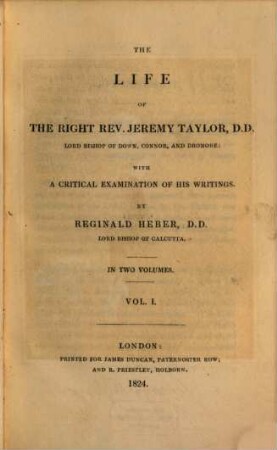 THE
LIFE
OF
THE RIGHT REV. JEREMY TAYLOR, D.D.
LORD BISHOP OF DOWN, CONNOR, AND DROMORE:
WITH
A CRITICAL EXAMINATION OF HIS WRITINGS.
BY
REGINALD HEBER, D.D.
LORD BISHOP OF CALCUTTA.
IN TWO VOLUMES.
VOL. I.
LONDON:
PRINTED FOR JAMES DUNCAN, PATERNOSTER ROW;
AND R. PRIESTLEY, HOLBORN.
1824.